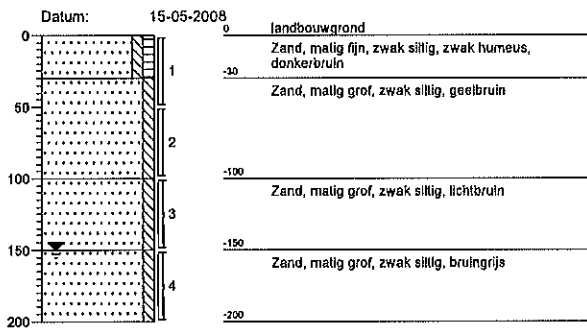 Datum: 15-05-2008
0
50
100
150
200
1
2
3
4
0 landbouwgrond
Zand, matig fijn, zwak siltig, zwak humeus,
donkerbruin
-30
Zand, matig grof, zwak siltig, geelbruin
-100
Zand, matig grof, zwak siltig, lichtbruin
-150
Zand, matig grof, zwak siltig, bruingrijs
-200